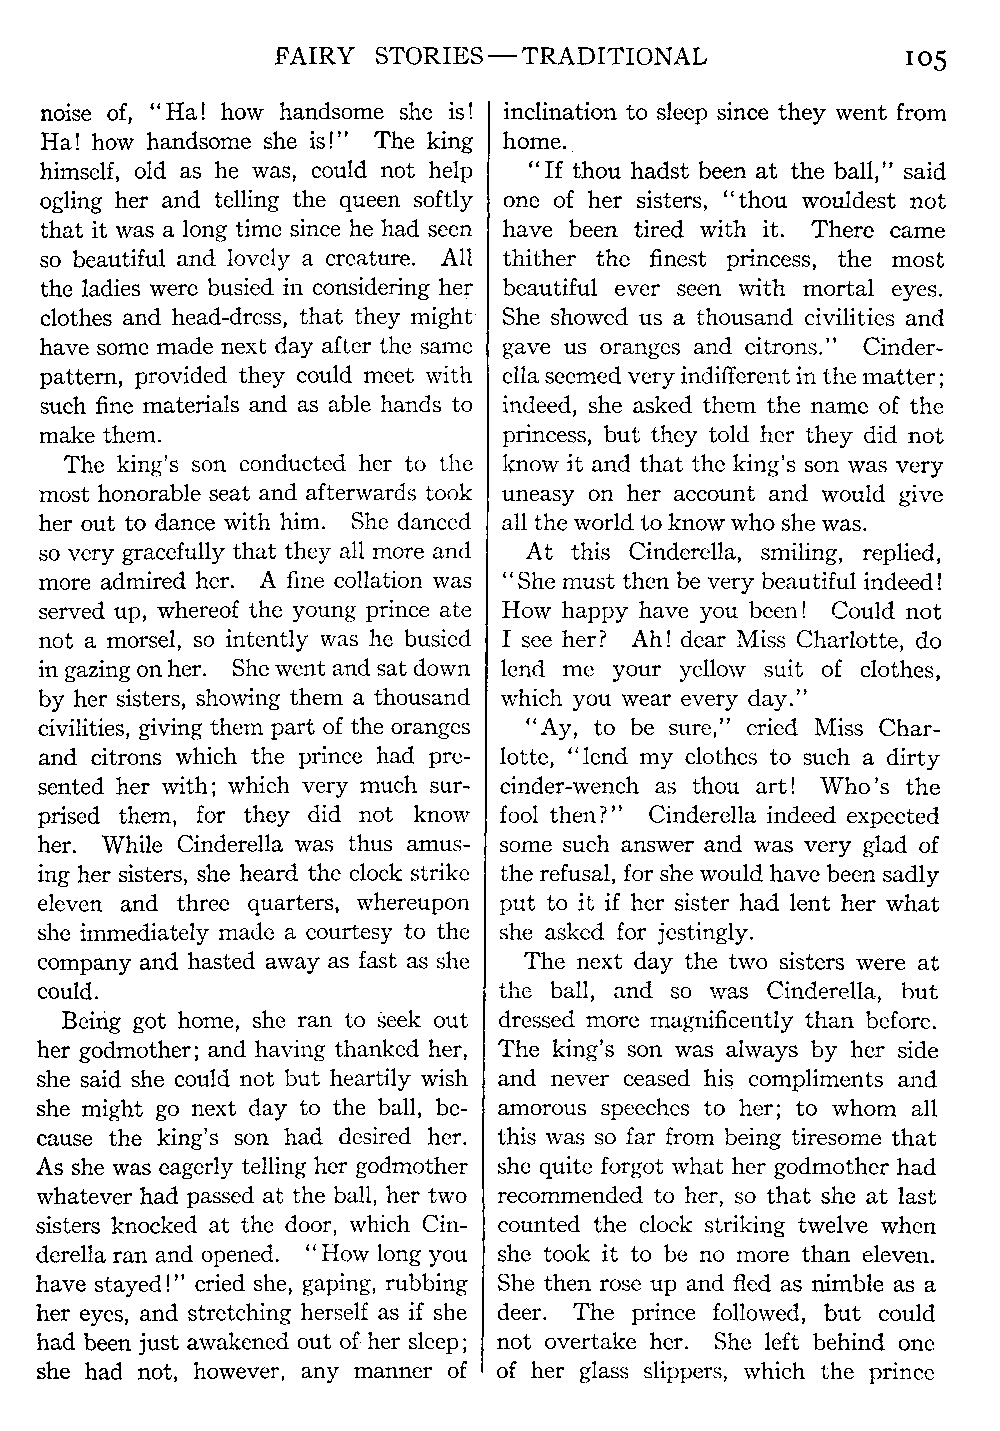 FAIRY STORIES—TRADITIONAL 105
noise of, "Ha! how handsome she is!
Ha! how handsome she is!" The king
himself, old as he was, could not help
ogling her and telling the queen softly
that it was a long time since he had seen
so beautiful and lovely a creature. All
the ladies were busied in considering her
clothes and head-dress, that they might
have some made next day after the same
pattern, provided they could meet with
such fine materials and as able hands to
make them.
The king's son conducted her to the
most honorable seat and afterwards took
her out to dance with him. She danced
so very gracefully that they all more and
more admired her. A fine collation was
served up, whereof the young prince ate
not a morsel, so intently was he busied
in gazing on her. She went and sat down
by her sisters, showing them a thousand
civilities, giving them part of the oranges
and citrons which the prince had pre-
sented her with; which very much sur-
prised them, for they did not know
her. While Cinderella was thus amus-
ing her sisters, she heard the clock strike
eleven and three quarters, whereupon
she immediately made a courtesy to the
company and hasted away as fast as she
could.
Being got home, she ran to seek out
her godmother; and having thanked her,
she said she could not but heartily wish
she might go next day to the ball, be-
cause the king's son had desired her.
As she was eagerly telling her godmother
whatever had passed at the ball, her two
sisters knocked at the door, which Cin-
derella ran and opened. "How long you
have stayed!" cried she, gaping, rubbing
her eyes, and stretching herself as if she
had been just awakened out of her sleep;
she had not, however, any manner of
inclination to sleep since they went from
home.
"If thou hadst been at the ball," said
one of her sisters, "thou wouldest not
have been tired with it. There came
thither the finest princess, the most
beautiful ever seen with mortal eyes.
She showed us a thousand civilities and
gave us oranges and citrons." Cinder-
ella seemed very indifferent in the matter;
indeed, she asked them the name of the
princess, but they told her they did not
know it and that the king's son was very
uneasy on her account and would give
all the world to know who she was.
At this Cinderella, smiling, replied,
"She must then be very beautiful indeed!
How happy have you been! Could not
I see her? Ah! dear Miss Charlotte, do
lend me your yellow suit of clothes,
which you wear every day."
"Ay, to be sure," cried Miss Char-
lotte, "lend my clothes to such a dirty
cinder-wench as thou art! Who's the
fool then?" Cinderella indeed expected
some such answer and was very glad of
the refusal, for she would have been sadly
put to it if her sister had lent her what
she asked for jestingly.
The next day the two sisters were at
the ball, and so was Cinderella, but
dressed more magnificently than before.
The king's son was always by her side
and never ceased his compliments and
amorous speeches to her; to whom all
this was so far from being tiresome that
she quite forgot what her godmother had
recommended to her, so that she at last
counted the clock striking twelve when
she took it to be no more than eleven.
She then rose up and fled as nimble as a
deer. The prince followed, but could
not overtake her. She left behind one
of her glass slippers, which the prince